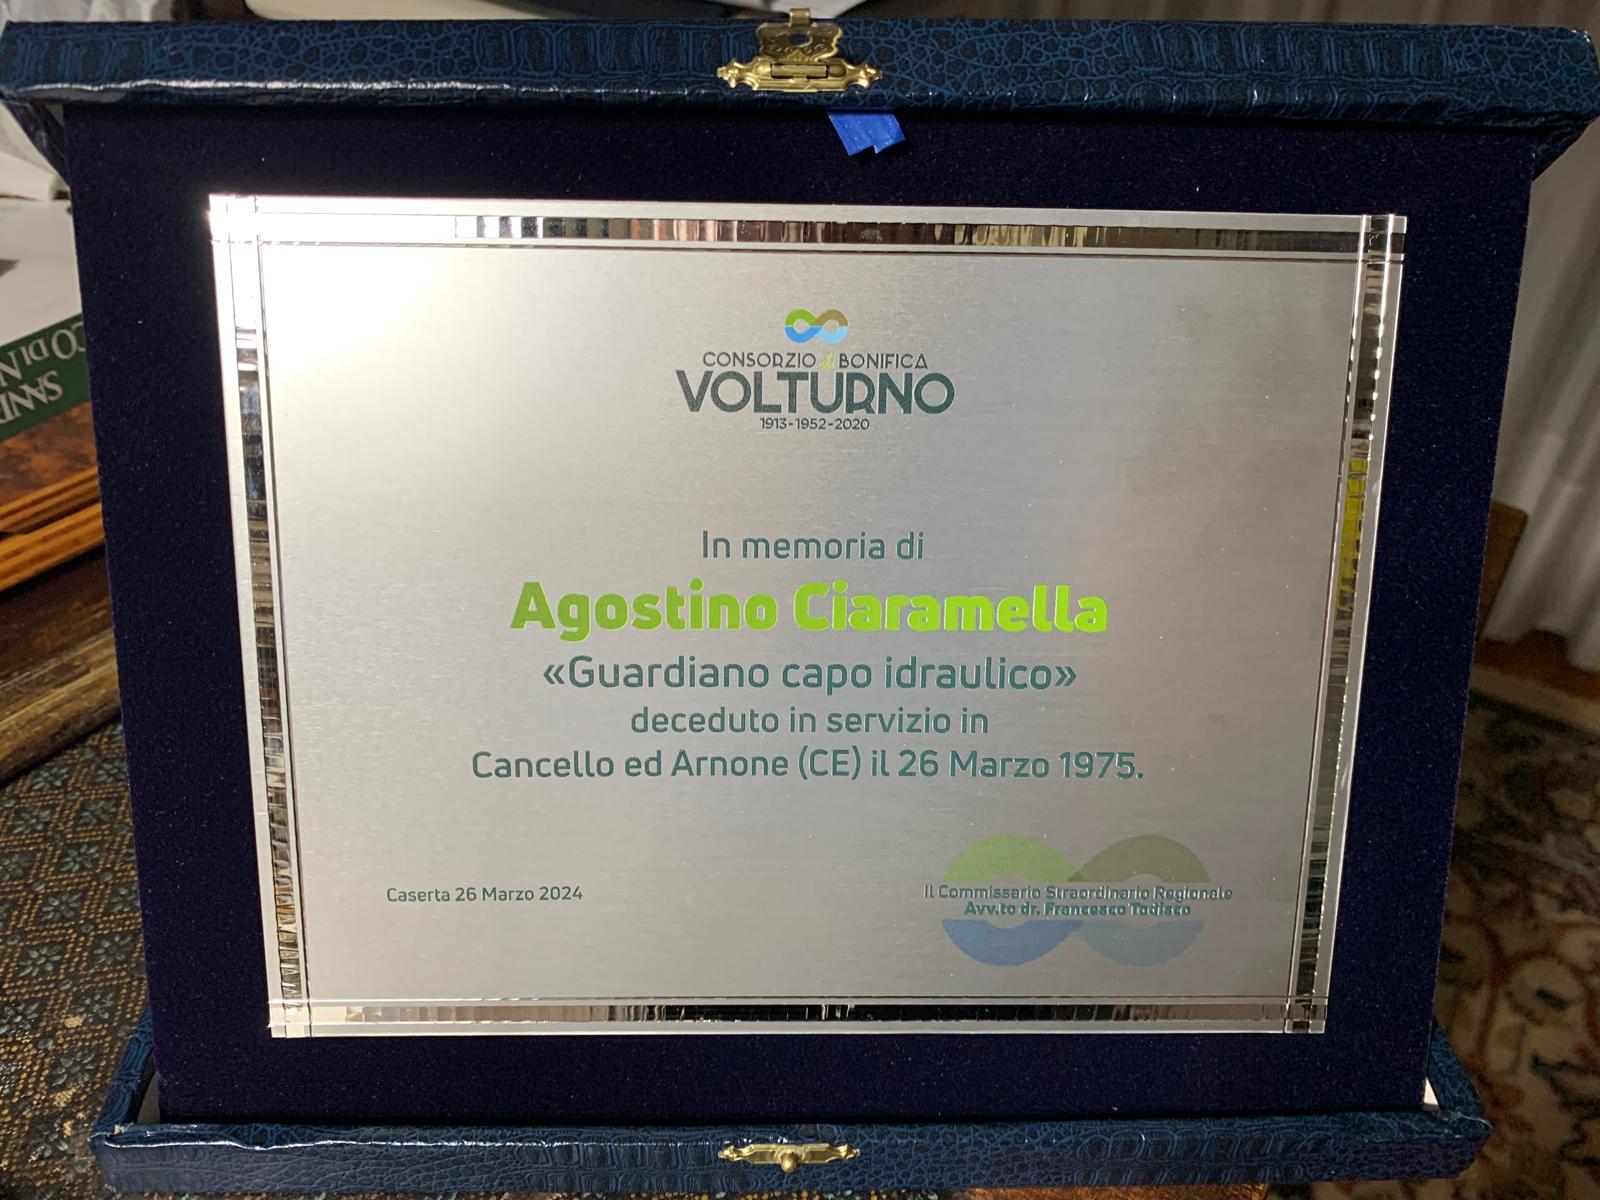 CONSORZIO di BONIFICA
VOLTURNO
1913-1952-2020
In memoria di
Agostino Ciaramella
«Guardiano capo idraulico»
deceduto in servizio in
Cancello ed Arnone (CE) il 26 Marzo 1975.
Caserta 26 Marzo 2024
Il Commissario Straordinario Regionale
Avv.to dr. Francesco Todisco